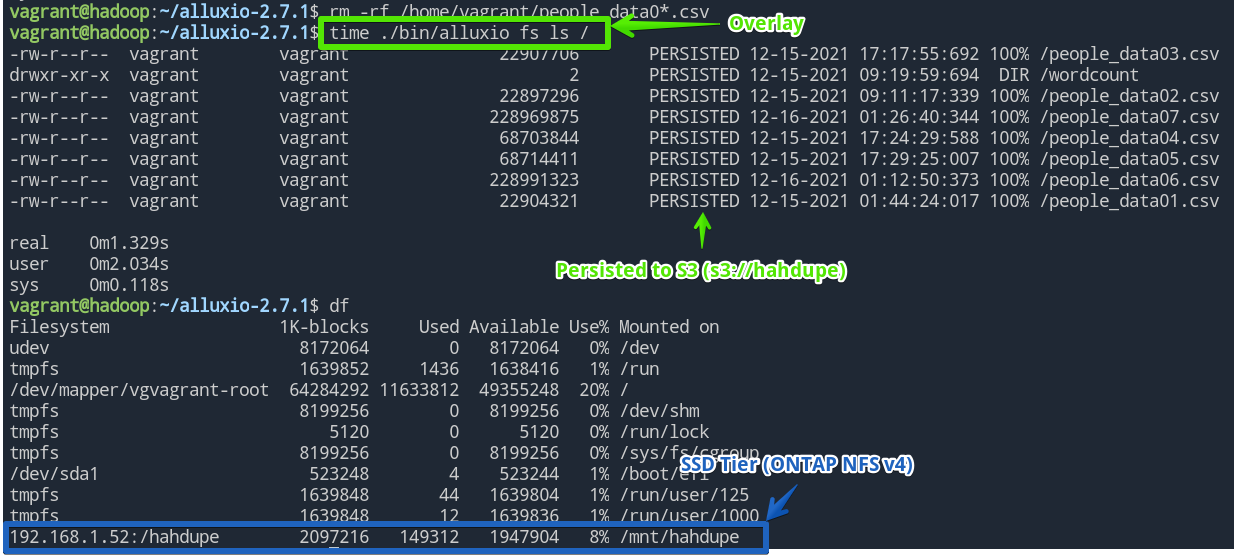 vagrant@hadoop:~/alluxio-2.7.1$ rm -rf /home/vagrant/people_data0*.csv
Overlay
vagrant@hadoop:~/alluxio-2.7.1$ time ./bin/alluxio fs ls /
-rw-r--r-- vagrant vagrant 22907706 PERSISTED 12-15-2021 17:17:55:692 100% /people_data03.csv
drwxr-xr-x vagrant vagrant 2 PERSISTED 12-15-2021 09:19:59:694 DIR /wordcount
-rw-r--r-- vagrant vagrant 22897296 PERSISTED 12-15-2021 09:11:17:339 100% /people_data02.csv
-rw-r--r-- vagrant vagrant 228969875 PERSISTED 12-16-2021 01:26:40:344 100% /people_data07.csv
-rw-r--r-- vagrant vagrant 68703844 PERSISTED 12-15-2021 17:24:29:588 100% /people_data04.csv
-rw-r--r-- vagrant vagrant 68714411 PERSISTED 12-15-2021 17:29:25:007 100% /people_data05.csv
-rw-r--r-- vagrant vagrant 228991323 PERSISTED 12-16-2021 01:12:50:373 100% /people_data06.csv
-rw-r--r-- vagrant vagrant 22904321 PERSISTED 12-15-2021 01:44:24:017 100% /people_data01.csv
real 0m1.329s
user 0m2.034s
Persisted to S3 (s3://hahdupe)
sys 0m0.118s
vagrant@hadoop:~/alluxio-2.7.1$ df
Filesystem 1K-blocks Used Available Use% Mounted on
udev 8172064 0 8172064 0% /dev
tmpfs 1639852 1436 1638416 1% /run
/dev/mapper/vgvagrant-root 64284292 11633812 49355248 20% /
tmpfs 8199256 0 8199256 0% /dev/shm
tmpfs 5120 0 5120 0% /run/lock
tmpfs 8199256 0 8199256 0% /sys/fs/cgroup
SSD Tier (ONTAP NFS v4)
/dev/sda1 523248 4 523244 1% /boot/efi
tmpfs 1639848 44 1639804 1% /run/user/125
tmpfs 1639848 12 1639836 1% /run/user/1000
192.168.1.52:/hahdupe 2097216 149312 1947904 8% /mnt/hahdupe